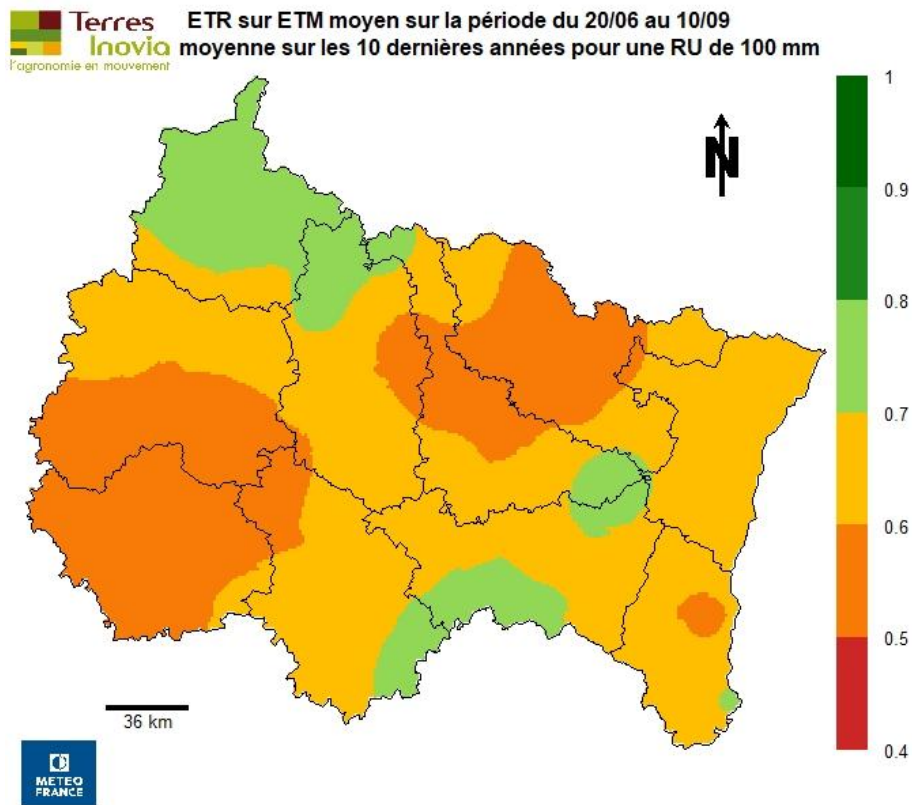 Terres
Inovia
l'agronomie en mouvement
ETR sur ETM moyen sur la période du 20/06 au 10/09
moyenne sur les 10 dernières années pour une RU de 100 mm
N
1
0.9
0.8
0.7
0.6
0.5
0.4
36 km
METEO
FRANCE